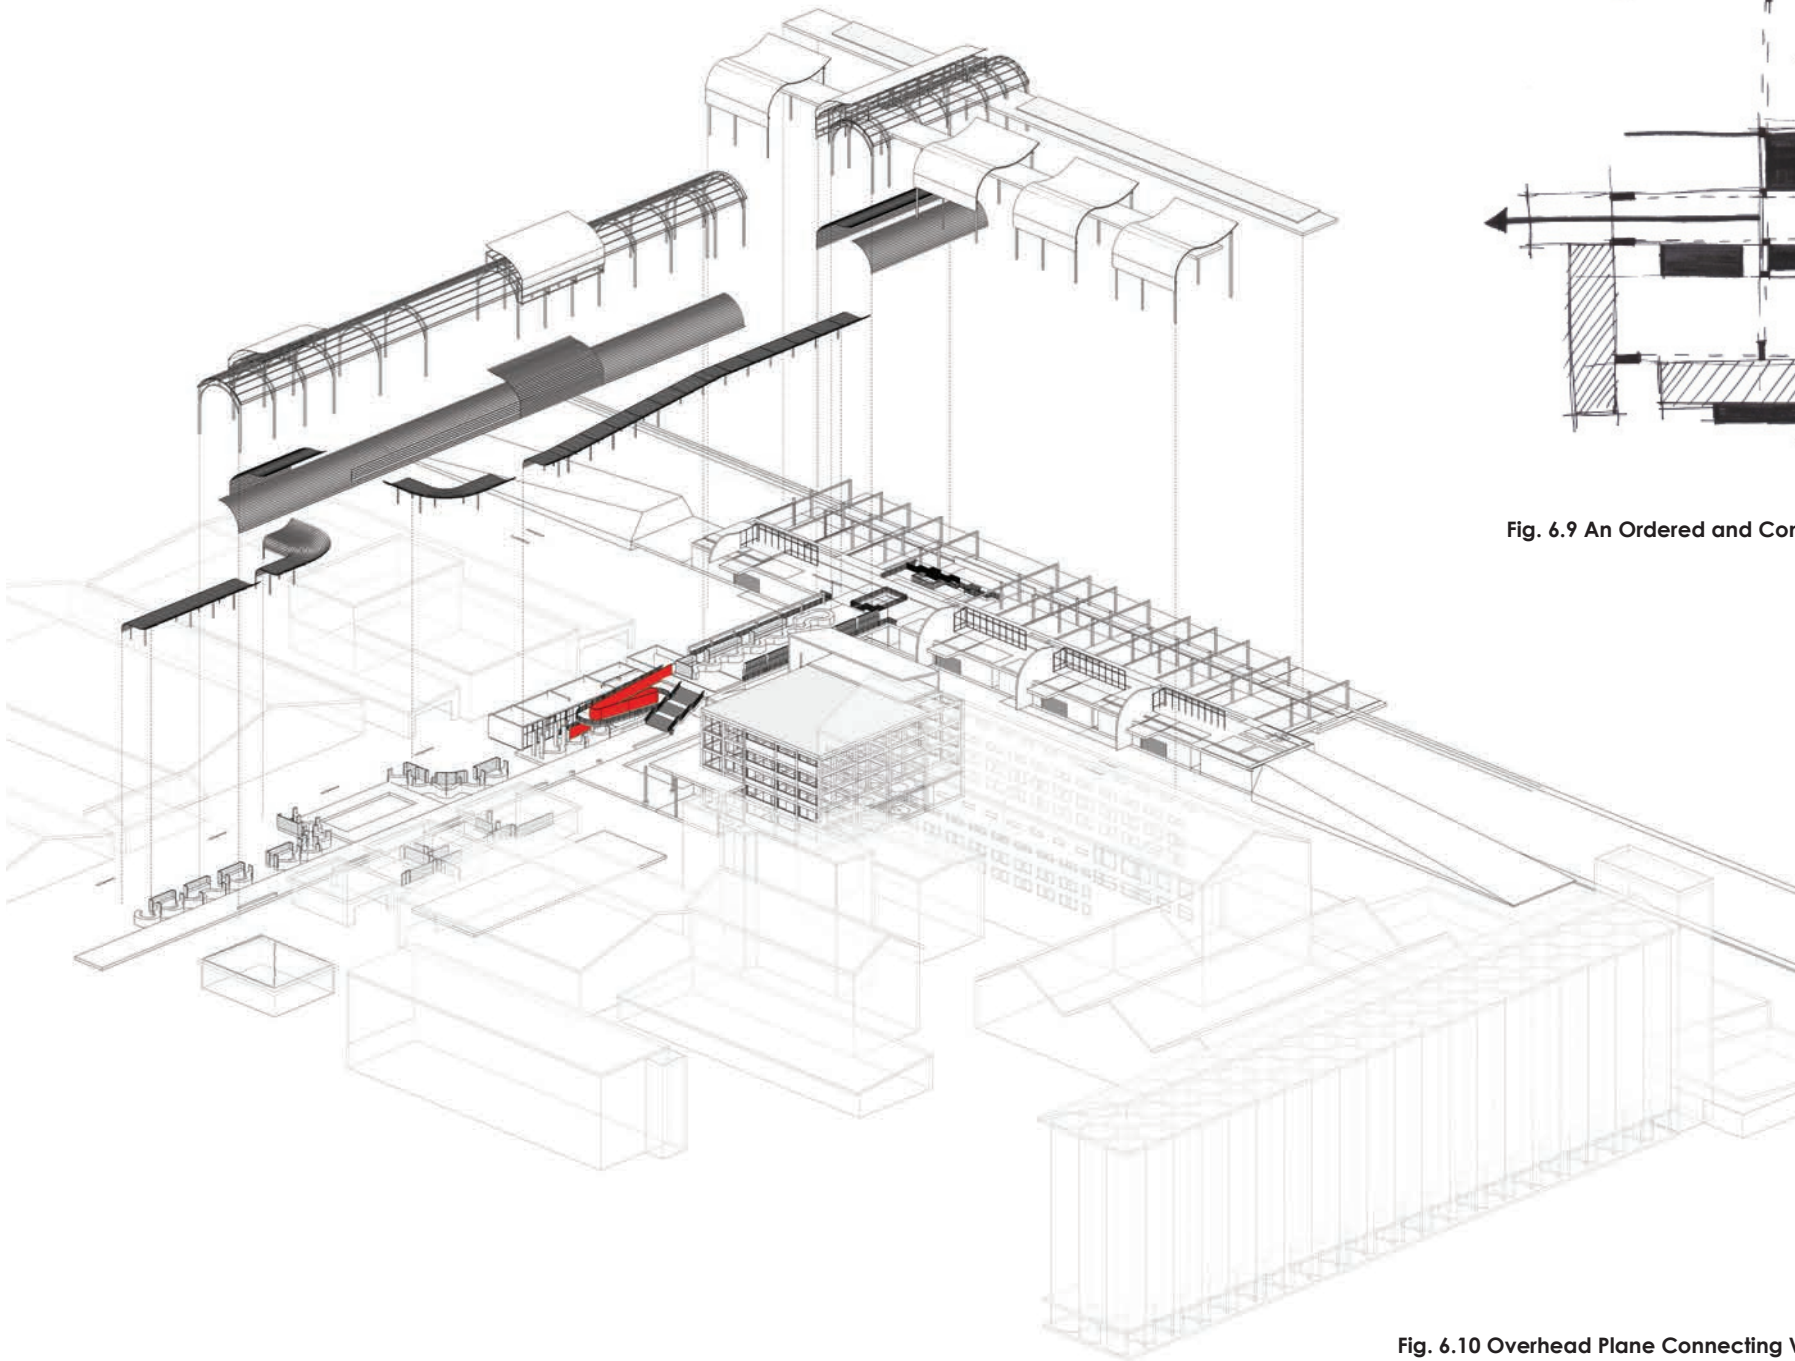 Fig. 6.9 An Ordered and Cor
Fig. 6.10 Overhead Plane Connecting V